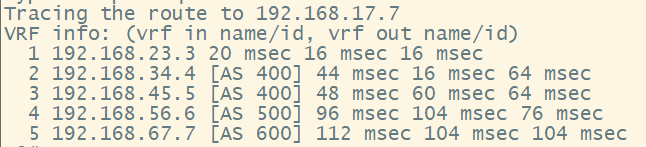 Tracing the route to 192.168.17.7
VRF info: (vrf in name/id, vrf out name/id)
1 192.168.23.3 20 msec 16 msec 16 msec
2 192.168.34.4 [AS 400] 44 msec 16 msec 64 msec
3 192.168.45.5 [AS 400] 48 msec 60 msec 64 msec
4 192.168.56.6 [AS 500] 96 msec 104 msec 76 msec
5 192.168.67.7 [AS 600] 112 msec 104 msec 104 msec